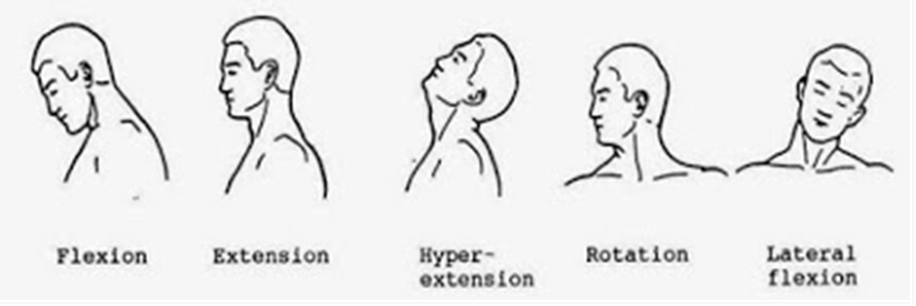 Flexion
Extension
Hyper-
extension
Rotation
Lateral
flexion